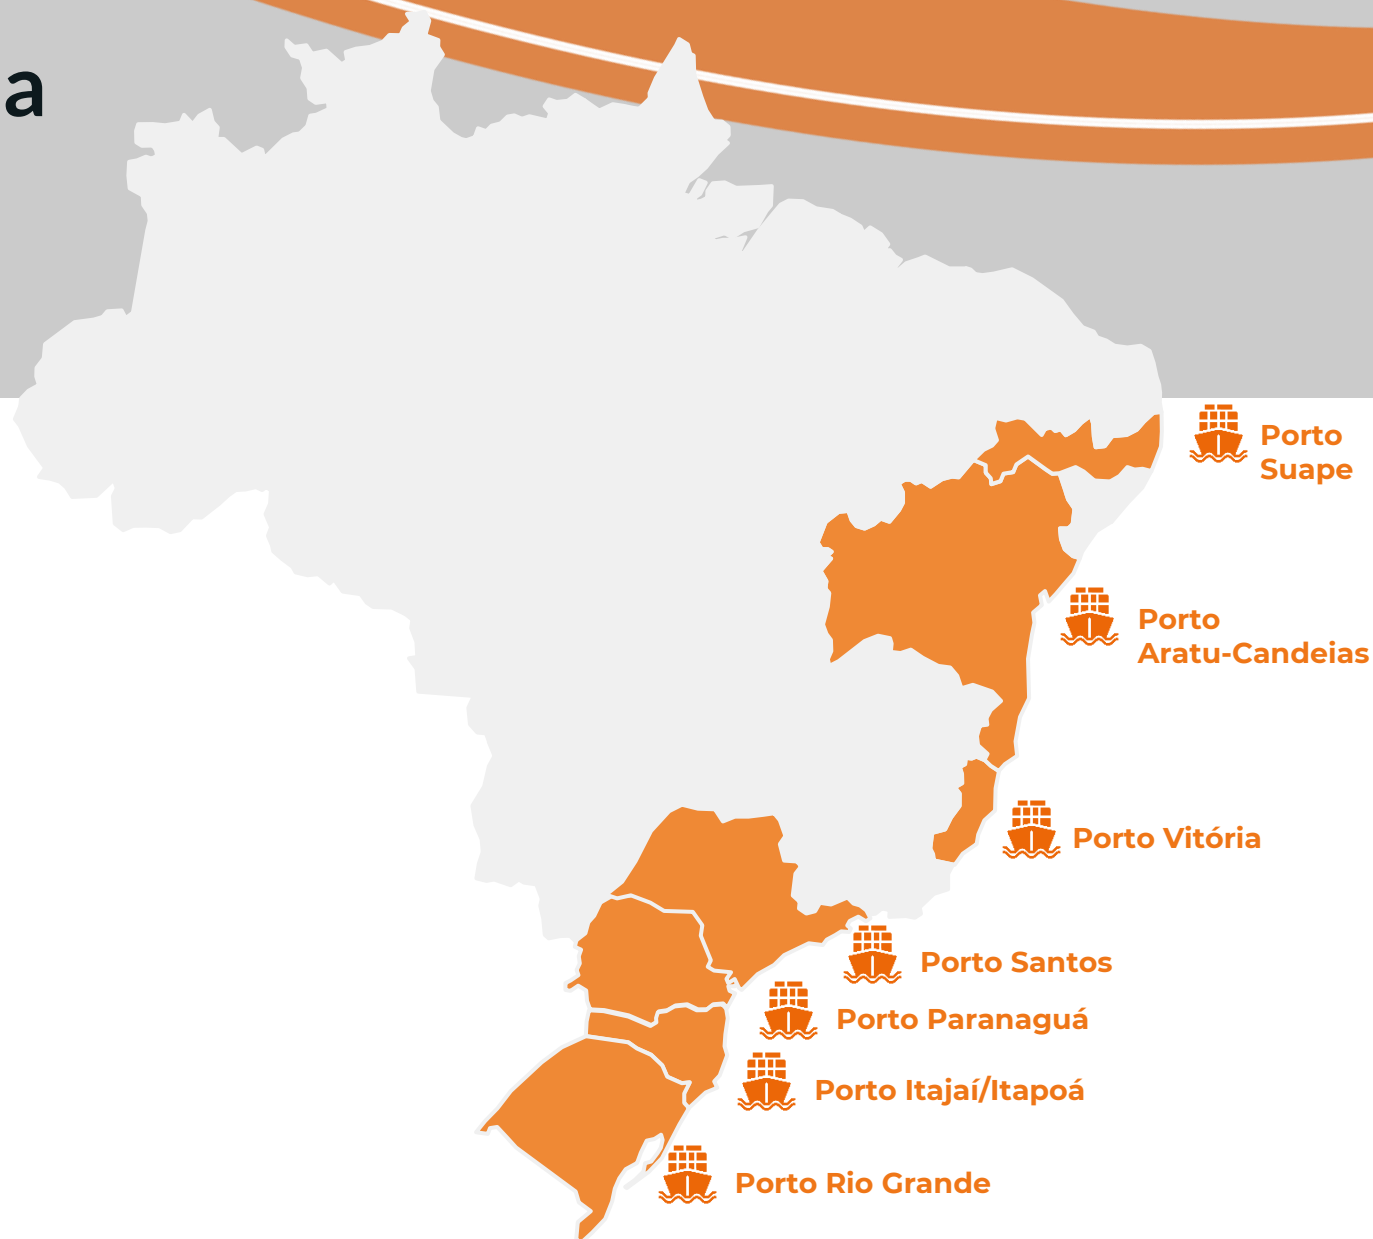 a
Porto
Suape
Porto
Aratu-Candeias
Porto Vitória
Porto Santos
Porto Paranaguá
Porto Itajaí/Itapoá
Porto Rio Grande